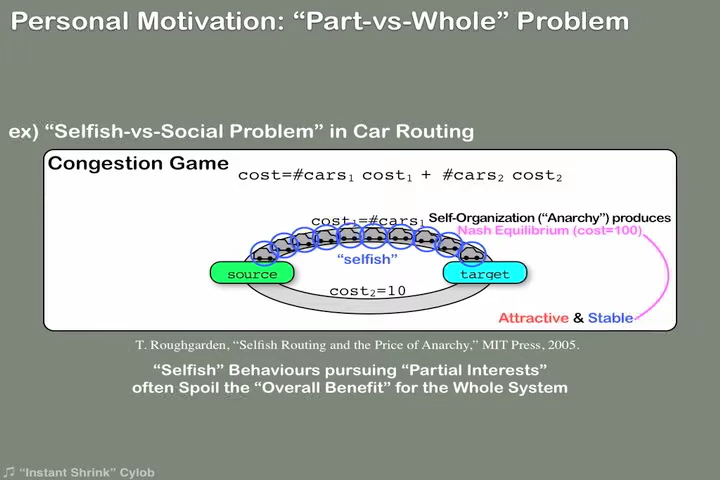 Personal Motivation: “Part-vs-Whole” Problem
ex) “Selfish-vs-Social Problem” in Car Routing
Congestion Game
cost=#cars₁ cost₁ + #cars₂ cost₂
cost₁=#cars₁
Self-Organization (“Anarchy”) produces
Nash Equilibrium (cost=100)
“selfish”
source
target
cost₂=10
Attractive & Stable
T. Roughgarden, “Selfish Routing and the Price of Anarchy,” MIT Press, 2005.
“Selfish” Behaviours pursuing “Partial Interests”
often Spoil the “Overall Benefit” for the Whole System
♫ “Instant Shrink” Cylob